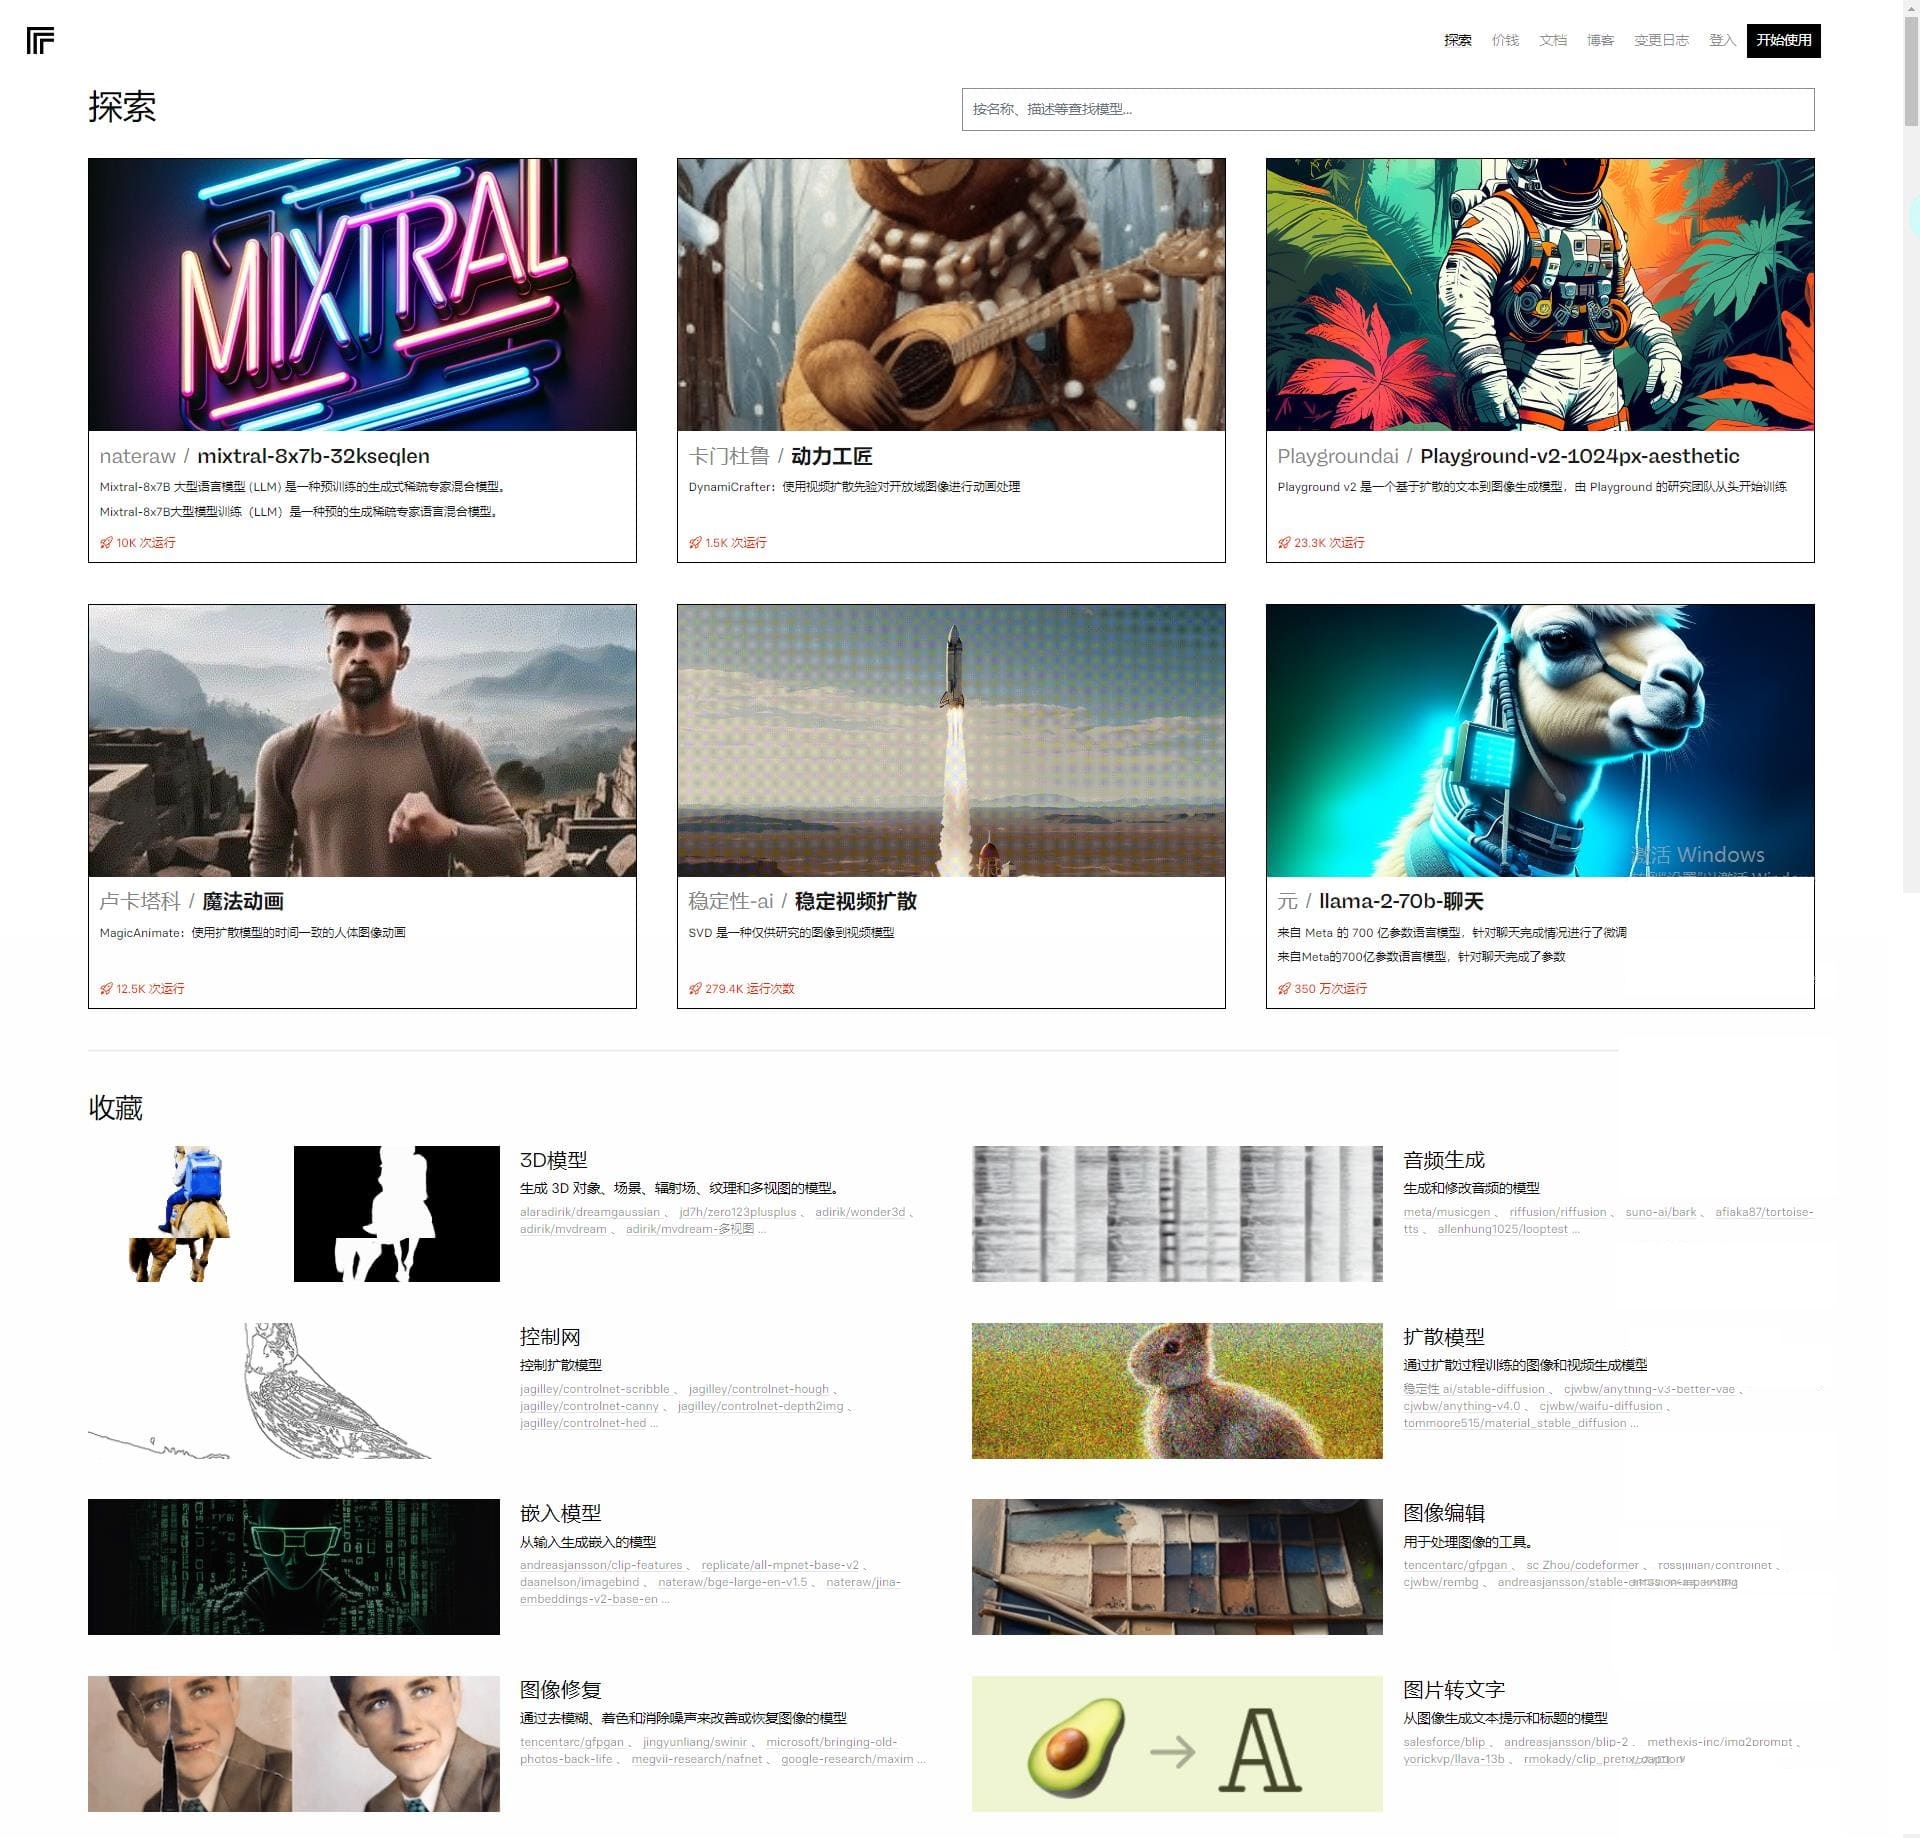 探索 价钱 文档 博客 变更日志 登入 开始使用
探索
按名称、描述等查找模型...
MIXTRAL
nateraw / mixtral-8x7b-32kseqlen
Mixtral-8x7B 大型语言模型 (LLM) 是一种预训练的生成式稀疏专家混合模型。
Mixtral-8x7B大型模型训练（LLM）是一种预的生成稀疏专家语言混合模型。
10K 次运行
卡门杜鲁 / 动力工匠
DynamiCrafter：使用视频扩散先验对开放域图像进行动画处理
1.5K 次运行
Playgroundai / Playground-v2-1024px-aesthetic
Playground v2 是一个基于扩散的文本到图像生成模型，由 Playground 的研究团队从头开始训练
23.3K 次运行
激活 Windows
卢卡塔科 / 魔法动画
MagicAnimate：使用扩散模型的时间一致的人体图像动画
12.5K 次运行
稳定性-ai / 稳定视频扩散
SVD 是一种仅供研究的图像到视频模型
279.4K 运行次数
元 / llama-2-70b-聊天
来自 Meta 的 700 亿参数语言模型，针对聊天完成情况进行了微调
来自Meta的700亿参数语言模型，针对聊天完成了参数
350 万次运行
收藏
3D模型
生成 3D 对象、场景、辐射场、纹理和多视图的模型。
alaradirik/dreamgaussian 、 jd7h/zero123plusplus 、 adirik/wonder3d 、
adirik/mvdream 、 adirik/mvdream-多视图 ...
音频生成
生成和修改音频的模型
meta/musicgen 、 riffusion/riffusion 、 suno-ai/bark 、 afiaka87/tortoise-
tts 、 allenhung1025/looptest ...
控制网
控制扩散模型
jagilley/controlnet-scribble 、 jagilley/controlnet-hough 、
jagilley/controlnet-canny 、 jagilley/controlnet-depth2img 、
jagilley/controlnet-hed ...
扩散模型
通过扩散过程训练的图像和视频生成模型
稳定性 ai/stable-diffusion 、 cjwbw/anything-v3-better-vae 、
cjwbw/anything-v4.0 、 cjwbw/waifu-diffusion 、
tommoore515/material_stable_diffusion ...
嵌入模型
从输入生成嵌入的模型
andreasjansson/clip-features 、 replicate/all-mpnet-base-v2 、
daanelson/imagebind 、 nateraw/bge-large-en-v1.5 、 nateraw/jina-
embeddings-v2-base-en ...
图像编辑
用于处理图像的工具。
tencentarc/gfpgan 、 sc Zhou/codeformer 、 rossjillian/controlnet 、
cjwbw/rembg 、 andreasjansson/stable-diffusion-inpainting
图像修复
通过去模糊、着色和消除噪声来改善或恢复图像的模型
tencentarc/gfpgan 、 jingyunliang/swinir 、 microsoft/bringing-old-
photos-back-life 、 megvii-research/nafnet 、 google-research/maxim ...
A
图片转文字
从图像生成文本提示和标题的模型
salesforce/blip 、 andreasjansson/blip-2 、 methexis-inc/img2prompt 、
yorickvp/llava-13b 、 rmokady/clip_prefix_caption